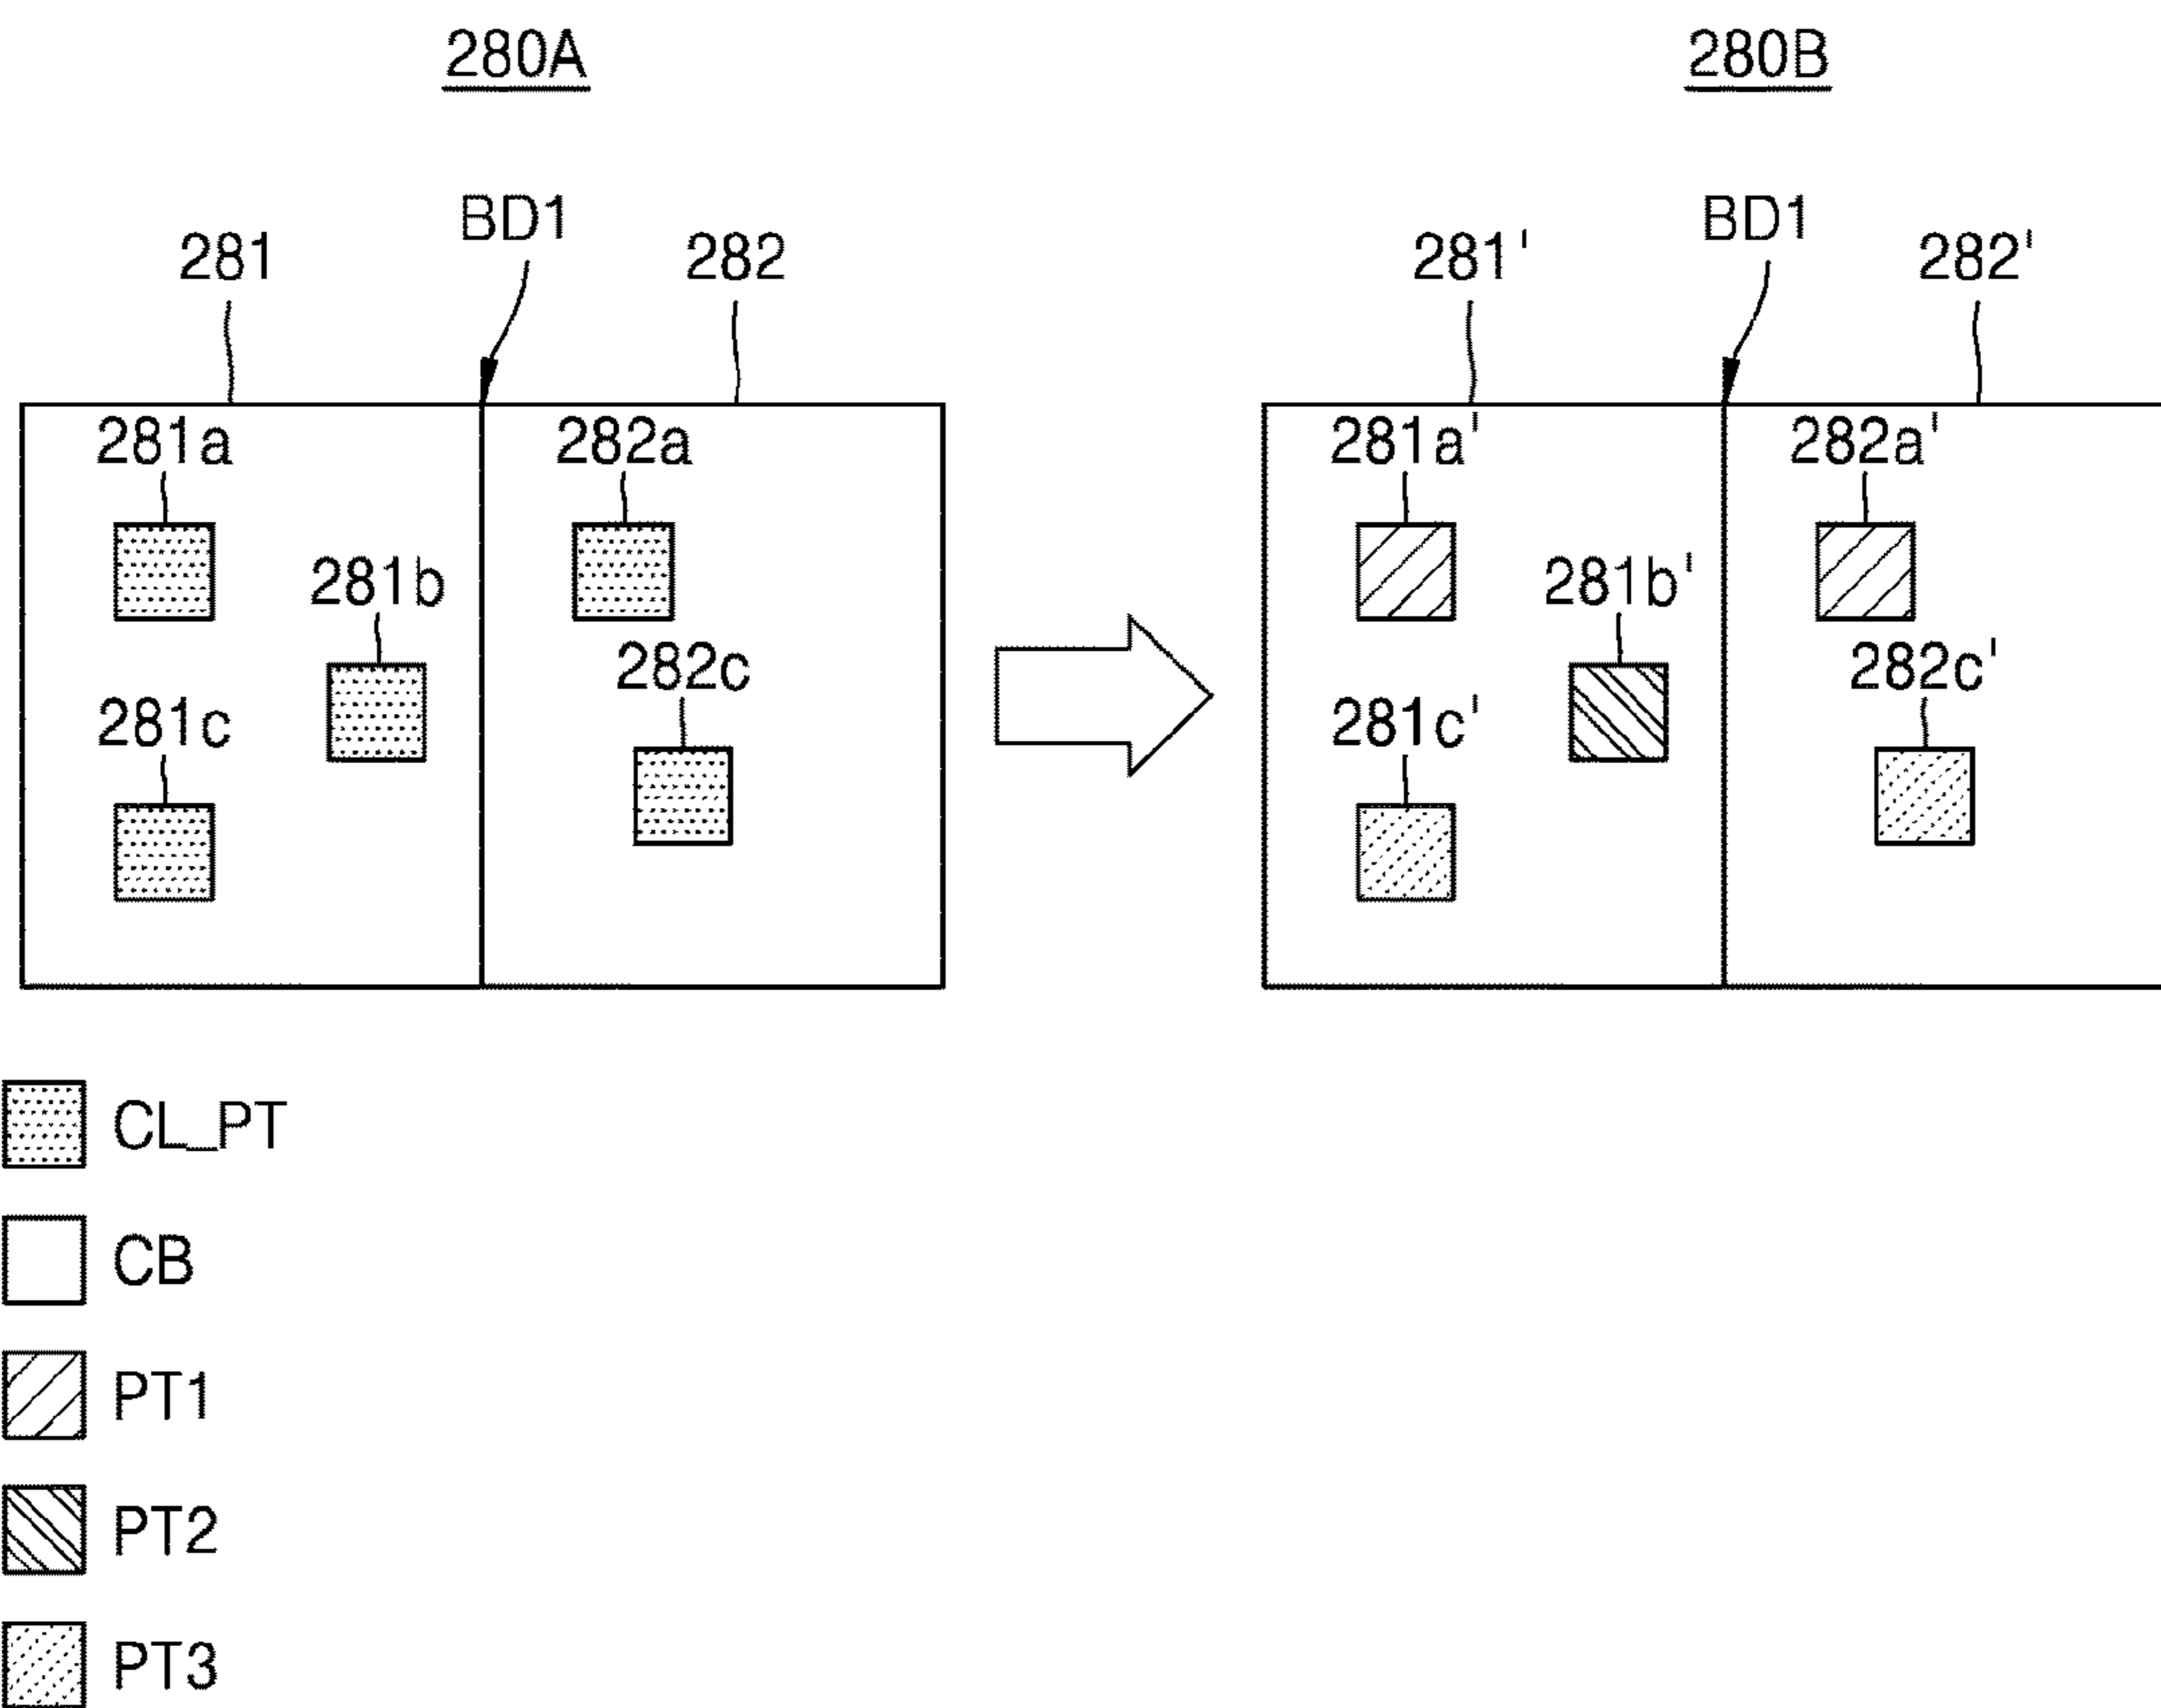 280A 280B
281 BD1 282 281' BD1 282'
281a 282a 281a' 282a'
281b 281b'
282c 282c'
281c 281c'
CL_PT
CB
PT1
PT2
PT3